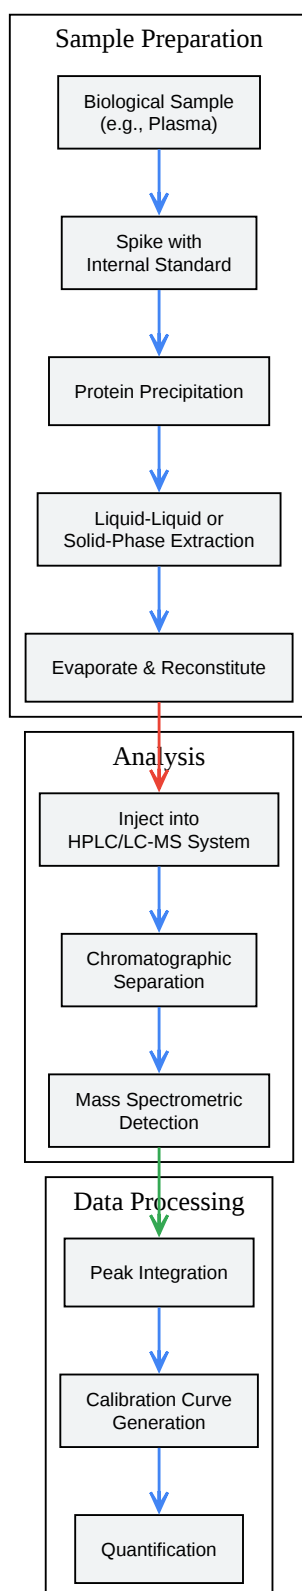 Sample Preparation
Biological Sample
(e.g., Plasma)
Spike with
Internal Standard
Protein Precipitation
Liquid-Liquid or
Solid-Phase Extraction
Evaporate & Reconstitute
Analysis
Inject into
HPLC/LC-MS System
Chromatographic
Separation
Mass Spectrometric
Detection
Data Processing
Peak Integration
Calibration Curve
Generation
Quantification